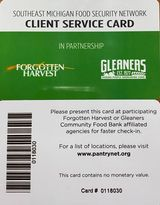 SOUTHEAST MICHIGAN FOOD SECURITY NETWORK
CLIENT SERVICE CARD
IN PARTNERSHIP
FORGOTTEN
HARVEST
GLEANERS
EST. 1977
Please present this card at participating
Forgotten Harvest or Gleaners
Community Food Bank affiliated
agencies for faster check-in.
For a list of locations, please visit
www.pantrynet.org
This card contains no monetary value.
Card # 0118030
0118030